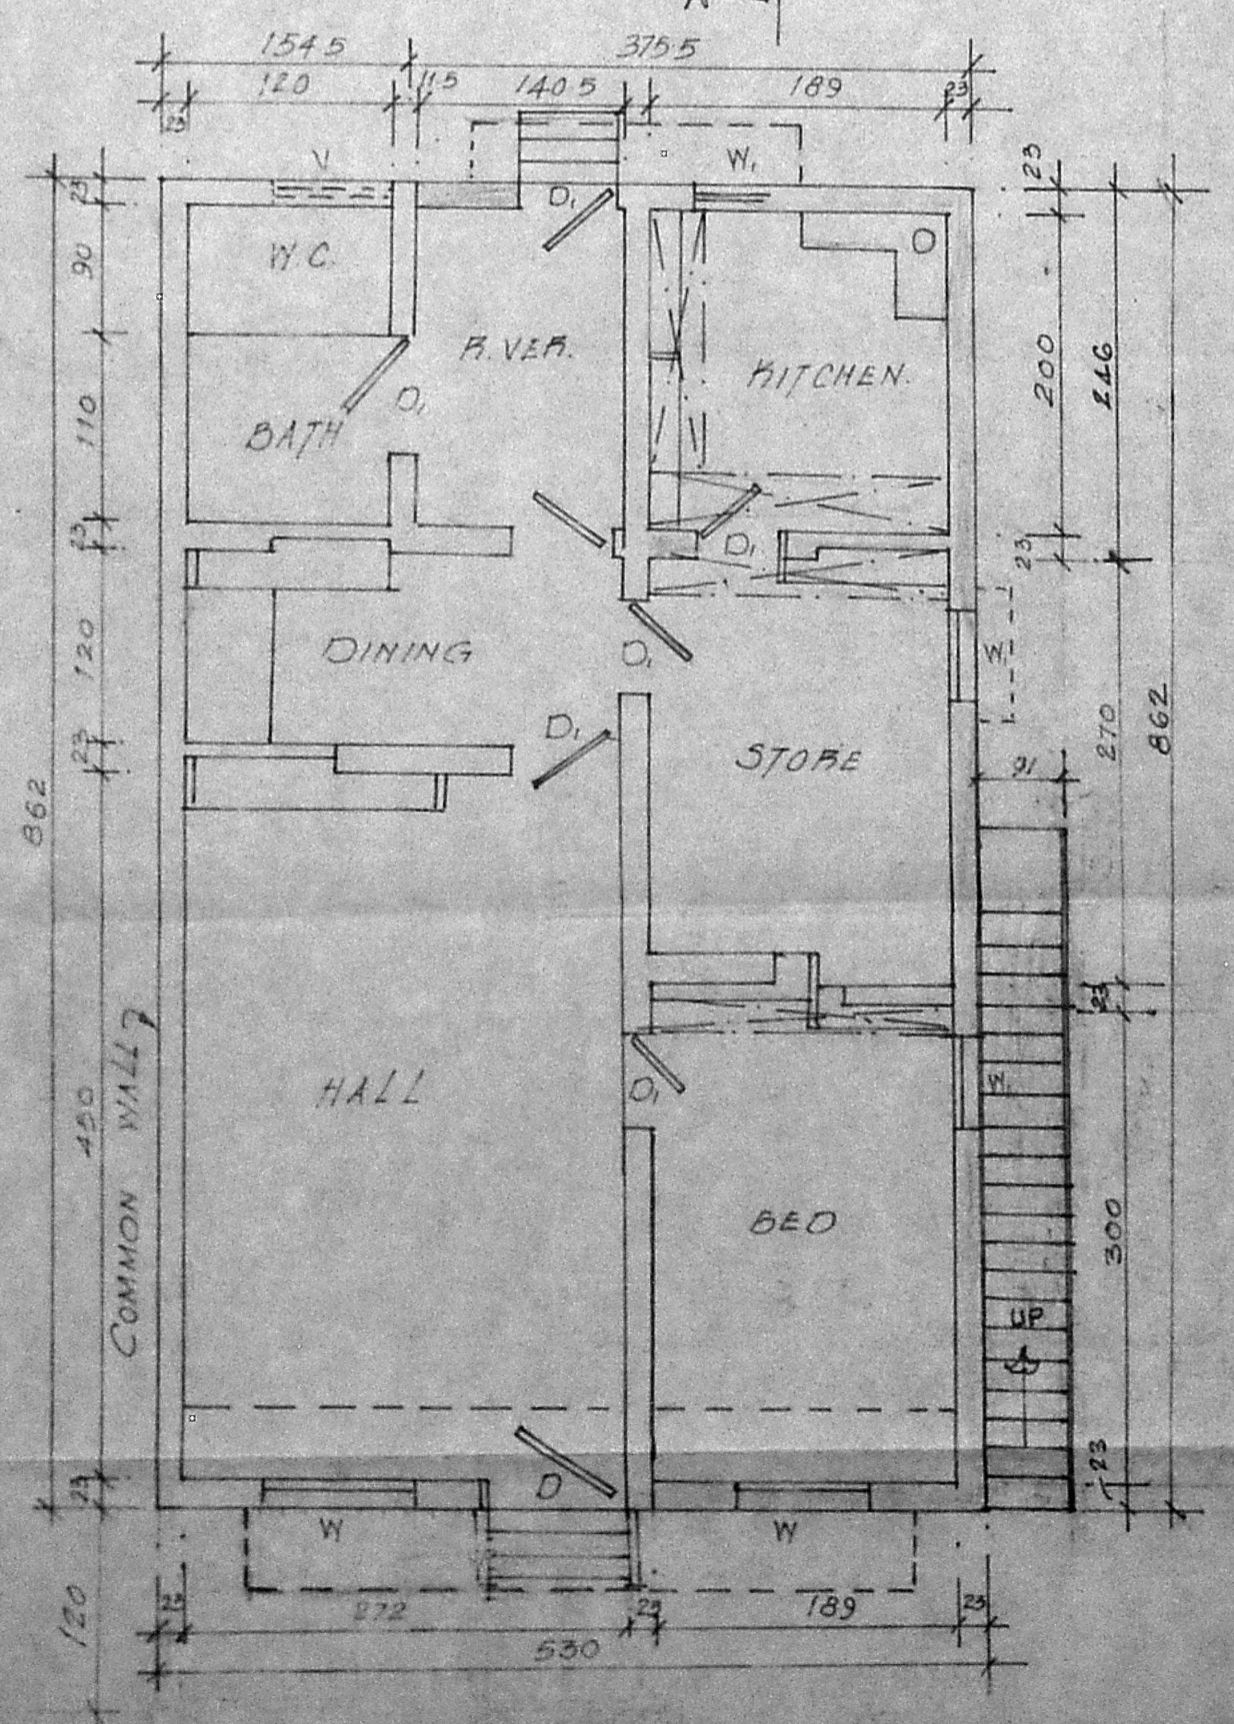 154.5 375.5
120 11.5 140.5 189 23
23
V W1 23
23 D1
90 W.C. O
R.VER. KITCHEN. 200 246
110 BATH D1
23 D1 23
120 DINING D1 W
23 D1 STORE 270 862
862 91
23
COMMON WALL HALL D1 W1
450
BED 300
UP
23 D 23
W W
120
23 272 23 189 23
530